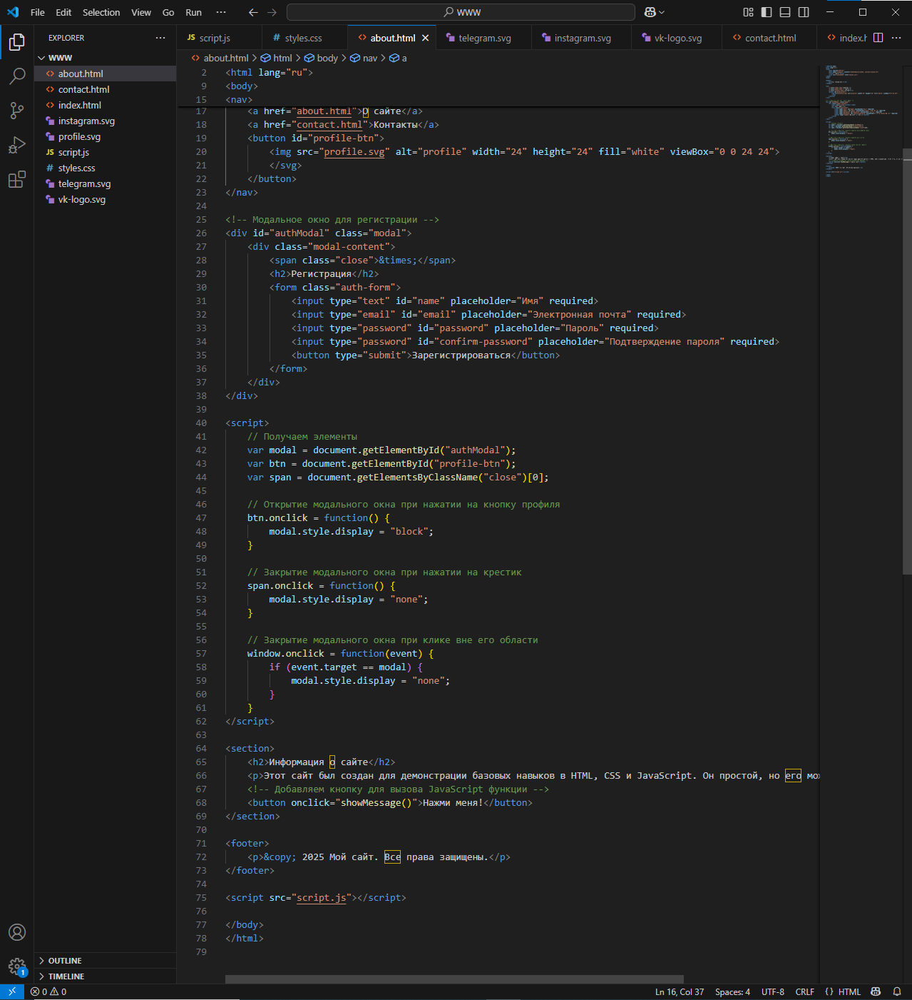 File Edit Selection View Go Run ··· WWW
EXPLORER ···
WWW
about.html
contact.html
index.html
instagram.svg
profile.svg
JS script.js
# styles.css
telegram.svg
vk-logo.svg
OUTLINE
TIMELINE
JS script.js # styles.css <> about.html telegram.svg instagram.svg vk-logo.svg <> contact.html <> index.h ···
<> about.html > html > body > nav > a
2 <html lang="ru">
9 <body>
15 <nav>
17 <a href="about.html">О сайте</a>
18 <a href="contact.html">Контакты</a>
19 <button id="profile-btn">
20 <img src="profile.svg" alt="profile" width="24" height="24" fill="white" viewBox="0 0 24 24">
21 </svg>
22 </button>
23 </nav>
24
25 <!-- Модальное окно для регистрации -->
26 <div id="authModal" class="modal">
27 <div class="modal-content">
28 <span class="close">&times;</span>
29 <h2>Регистрация</h2>
30 <form class="auth-form">
31 <input type="text" id="name" placeholder="Имя" required>
32 <input type="email" id="email" placeholder="Электронная почта" required>
33 <input type="password" id="password" placeholder="Пароль" required>
34 <input type="password" id="confirm-password" placeholder="Подтверждение пароля" required>
35 <button type="submit">Зарегистрироваться</button>
36 </form>
37 </div>
38 </div>
39
40 <script>
41 // Получаем элементы
42 var modal = document.getElementById("authModal");
43 var btn = document.getElementById("profile-btn");
44 var span = document.getElementsByClassName("close")[0];
45
46 // Открытие модального окна при нажатии на кнопку профиля
47 btn.onclick = function() {
48 modal.style.display = "block";
49 }
50
51 // Закрытие модального окна при нажатии на крестик
52 span.onclick = function() {
53 modal.style.display = "none";
54 }
55
56 // Закрытие модального окна при клике вне его области
57 window.onclick = function(event) {
58 if (event.target == modal) {
59 modal.style.display = "none";
60 }
61 }
62 </script>
63
64 <section>
65 <h2>Информация о сайте</h2>
66 <p>Этот сайт был создан для демонстрации базовых навыков в HTML, CSS и JavaScript. Он простой, но его мо
67 <!-- Добавляем кнопку для вызова JavaScript функции -->
68 <button onclick="showMessage()">Нажми меня!</button>
69 </section>
70
71 <footer>
72 <p>&copy; 2025 Мой сайт. Все права защищены.</p>
73 </footer>
74
75 <script src="script.js"></script>
76
77 </body>
78 </html>
79
1
0 0 Ln 16, Col 37 Spaces: 4 UTF-8 CRLF {} HTML